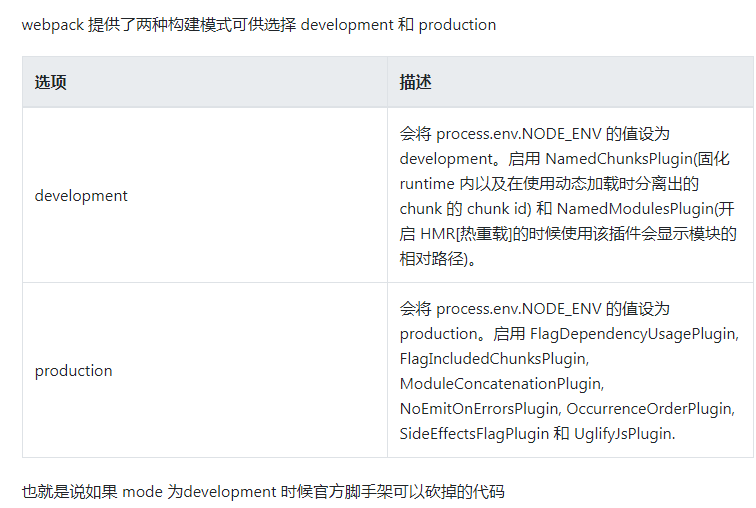 webpack 提供了两种构建模式可供选择 development 和 production
选项
描述
development
会将 process.env.NODE_ENV 的值设为
development。启用 NamedChunksPlugin(固化
runtime 内以及在使用动态加载时分离出的
chunk 的 chunk id) 和 NamedModulesPlugin(开
启 HMR[热重载]的时候使用该插件会显示模块的
相对路径)。
production
会将 process.env.NODE_ENV 的值设为
production。启用 FlagDependencyUsagePlugin,
FlagIncludedChunksPlugin,
ModuleConcatenationPlugin,
NoEmitOnErrorsPlugin, OccurrenceOrderPlugin,
SideEffectsFlagPlugin 和 UglifyJsPlugin.
也就是说如果 mode 为development 时候官方脚手架可以砍掉的代码